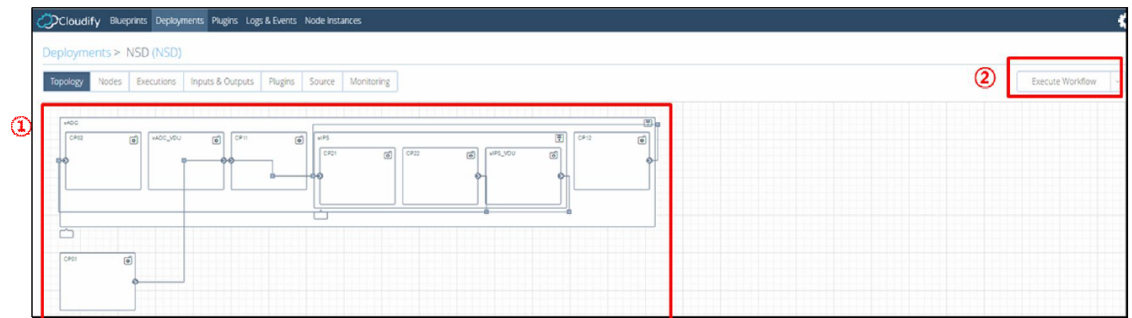 Cloudify Blueprints Deployments Plugins Logs & Events Node Instances
Deployments > NSD (NSD)
Topology Nodes Executions Inputs & Outputs Plugins Source Monitoring
② Execute Workflow
①
vADC
CP02 vADC_VDU CP11 vIPS CP12
CP21 CP22 vIPS_VDU
CP01